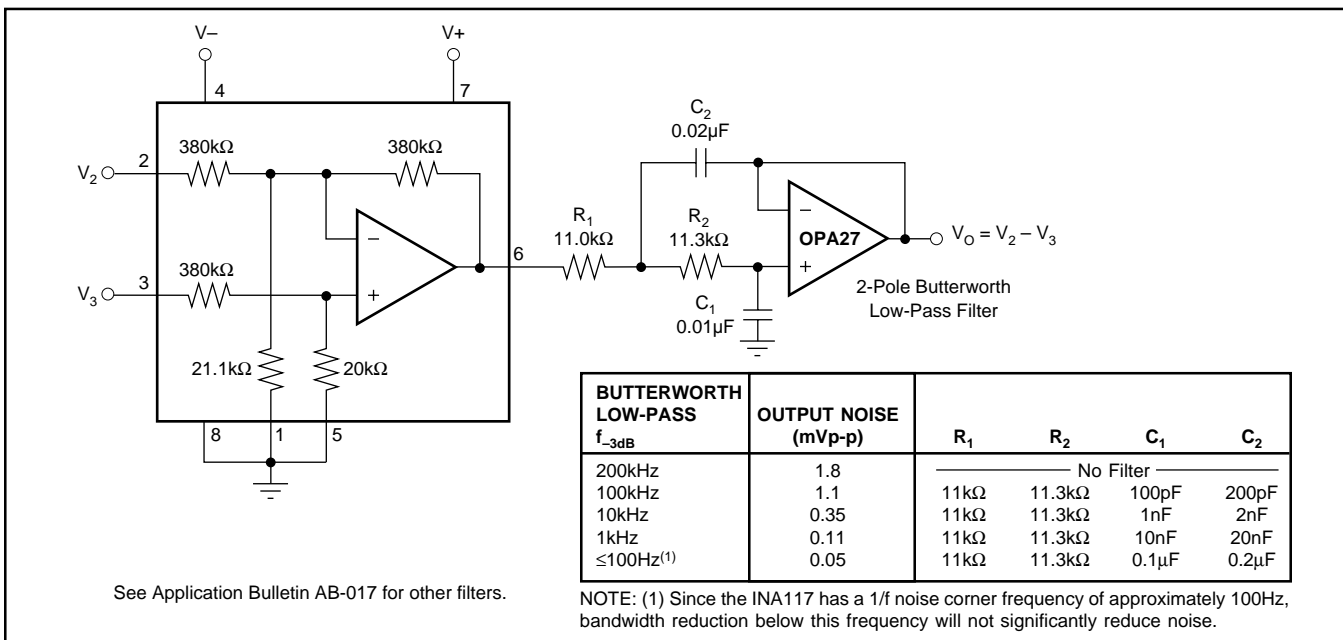 V–
V+
4
7
380kΩ
380kΩ
V2
2
380kΩ
V3
3
21.1kΩ
20kΩ
8
1
5
6
–
+
R1
11.0kΩ
C2
0.02µF
R2
11.3kΩ
C1
0.01µF
–
OPA27
+
VO = V2 – V3
2-Pole Butterworth
Low-Pass Filter
BUTTERWORTH
LOW-PASS
f–3dB
OUTPUT NOISE
(mVp-p)
R1 R2 C1 C2
200kHz 1.8 No Filter
100kHz 1.1 11kΩ 11.3kΩ 100pF 200pF
10kHz 0.35 11kΩ 11.3kΩ 1nF 2nF
1kHz 0.11 11kΩ 11.3kΩ 10nF 20nF
≤100Hz(1) 0.05 11kΩ 11.3kΩ 0.1µF 0.2µF
See Application Bulletin AB-017 for other filters.
NOTE: (1) Since the INA117 has a 1/f noise corner frequency of approximately 100Hz,
bandwidth reduction below this frequency will not significantly reduce noise.